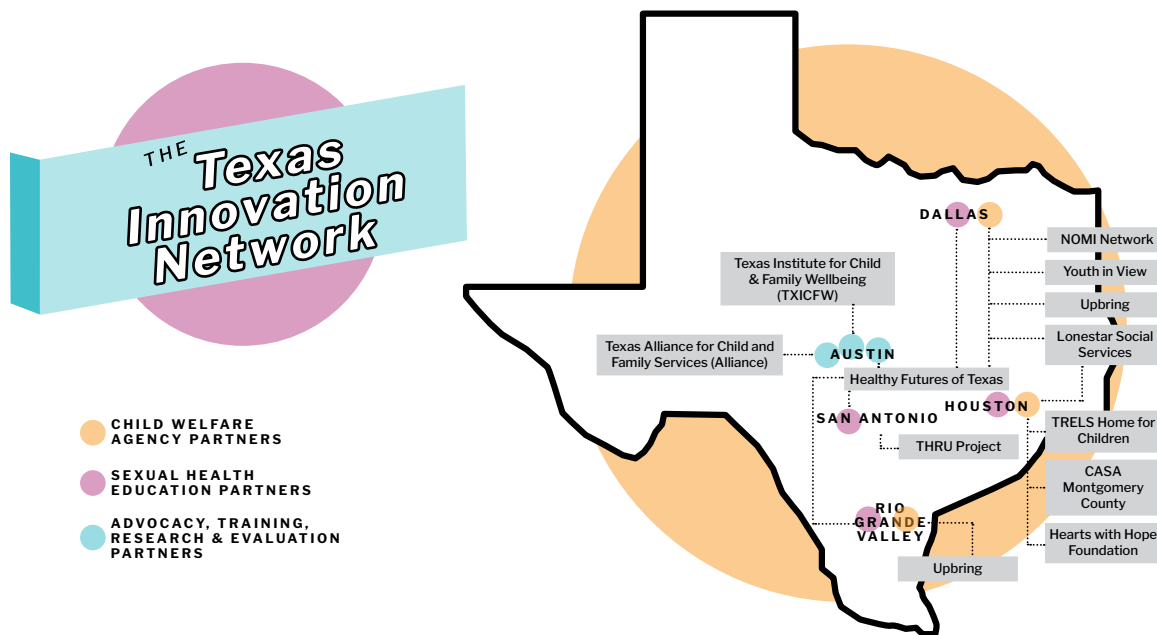 THE
Texas
Innovation
Network
CHILD WELFARE
AGENCY PARTNERS
SEXUAL HEALTH
EDUCATION PARTNERS
ADVOCACY, TRAINING,
RESEARCH & EVALUATION
PARTNERS
DALLAS
NOMI Network
Youth in View
Upbring
Lonestar Social
Services
Texas Institute for Child
& Family Wellbeing
(TXICFW)
Texas Alliance for Child and
Family Services (Alliance)
AUSTIN
Healthy Futures of Texas
HOUSTON
SAN ANTONIO
THRU Project
TRELS Home for
Children
CASA
Montgomery
County
Hearts with Hope
Foundation
RIO
GRANDE
VALLEY
Upbring